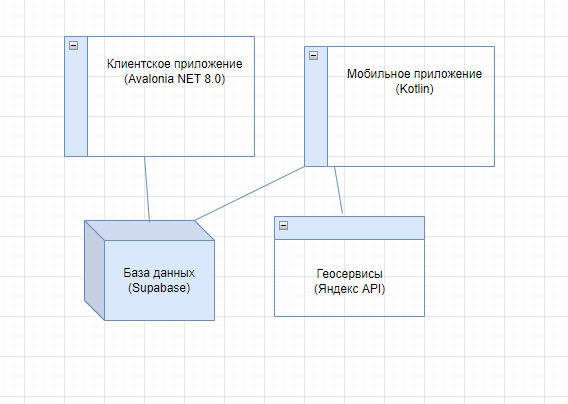 Клиентское приложение
(Avalonia NET 8.0)
Мобильное приложение
(Kotlin)
База данных
(Supabase)
Геосервисы
(Яндекс API)